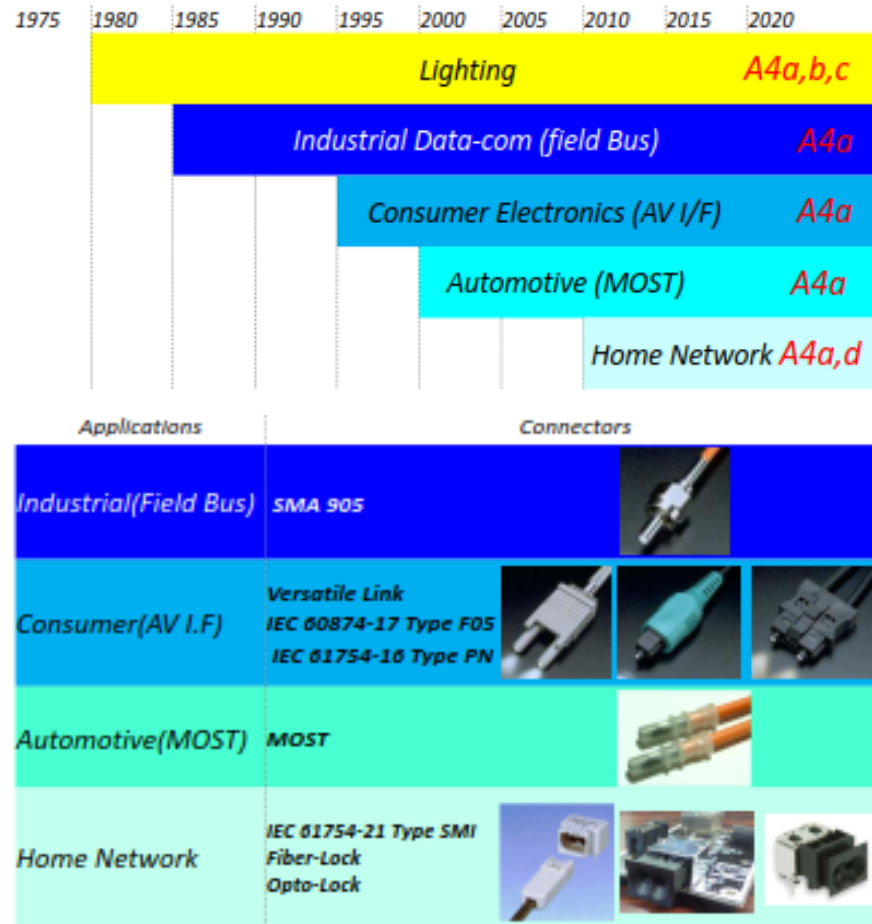 1975 1980 1985 1990 1995 2000 2005 2010 2015 2020
Lighting A4a,b,c
Industrial Data-com (field Bus) A4a
Consumer Electronics (AV I/F) A4a
Automotive (MOST) A4a
Home Network A4a,d
Applications Connectors
Industrial(Field Bus) SMA 905
Consumer(AV I.F)
Versatile Link
IEC 60874-17 Type F05
IEC 61754-16 Type PN
Automotive(MOST) MOST
Home Network
IEC 61754-21 Type SMI
Fiber-Lock
Opto-Lock